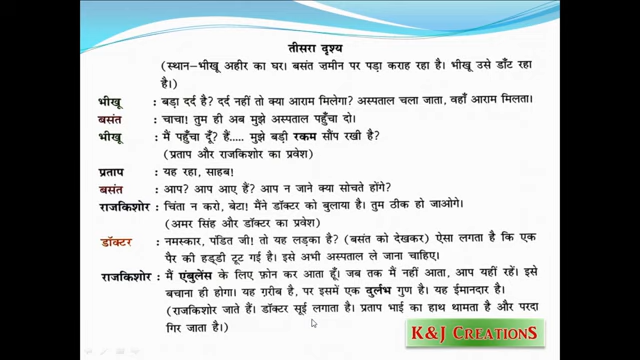 तीसरा दृश्य
(स्थान–भीखू अहीर का घर। बसंत ज़मीन पर पड़ा कराह रहा है। भीखू उसे डाँट रहा
है।)
भीखू : बड़ा दर्द है? दर्द नहीं तो क्या आराम मिलेगा? अस्पताल चला जाता, वहाँ आराम मिलता।
बसंत : चाचा! तुम ही अब मुझे अस्पताल पहुँचा दो।
भीखू : मैं पहुँचा दूँ? हैं.... मुझे बड़ी रकम सौंप रखी है?
(प्रताप और राजकिशोर का प्रवेश)
प्रताप : यह रहा, साहब!
बसंत : आप? आप आए हैं? आप न जाने क्या सोचते होंगे?
राजकिशोर : चिंता न करो, बेटा! मैंने डॉक्टर को बुलाया है। तुम ठीक हो जाओगे।
(अमर सिंह और डॉक्टर का प्रवेश)
डॉक्टर : नमस्कार, पंडित जी! तो यह लड़का है? (बसंत को देखकर) ऐसा लगता है कि एक
पैर की हड्डी टूट गई है। इसे अभी अस्पताल ले जाना चाहिए।
राजकिशोर : मैं एंबुलेंस के लिए फ़ोन कर आता हूँ। जब तक मैं नहीं आता, आप यहीं रहें। इसे
बचाना ही होगा। यह ग़रीब है, पर इसमें एक दुर्लभ गुण है। यह ईमानदार है।
(राजकिशोर जाते हैं। डॉक्टर सूई लगाता है। प्रताप भाई का हाथ थामता है और परदा
गिर जाता है।)
K&J CREATIONS